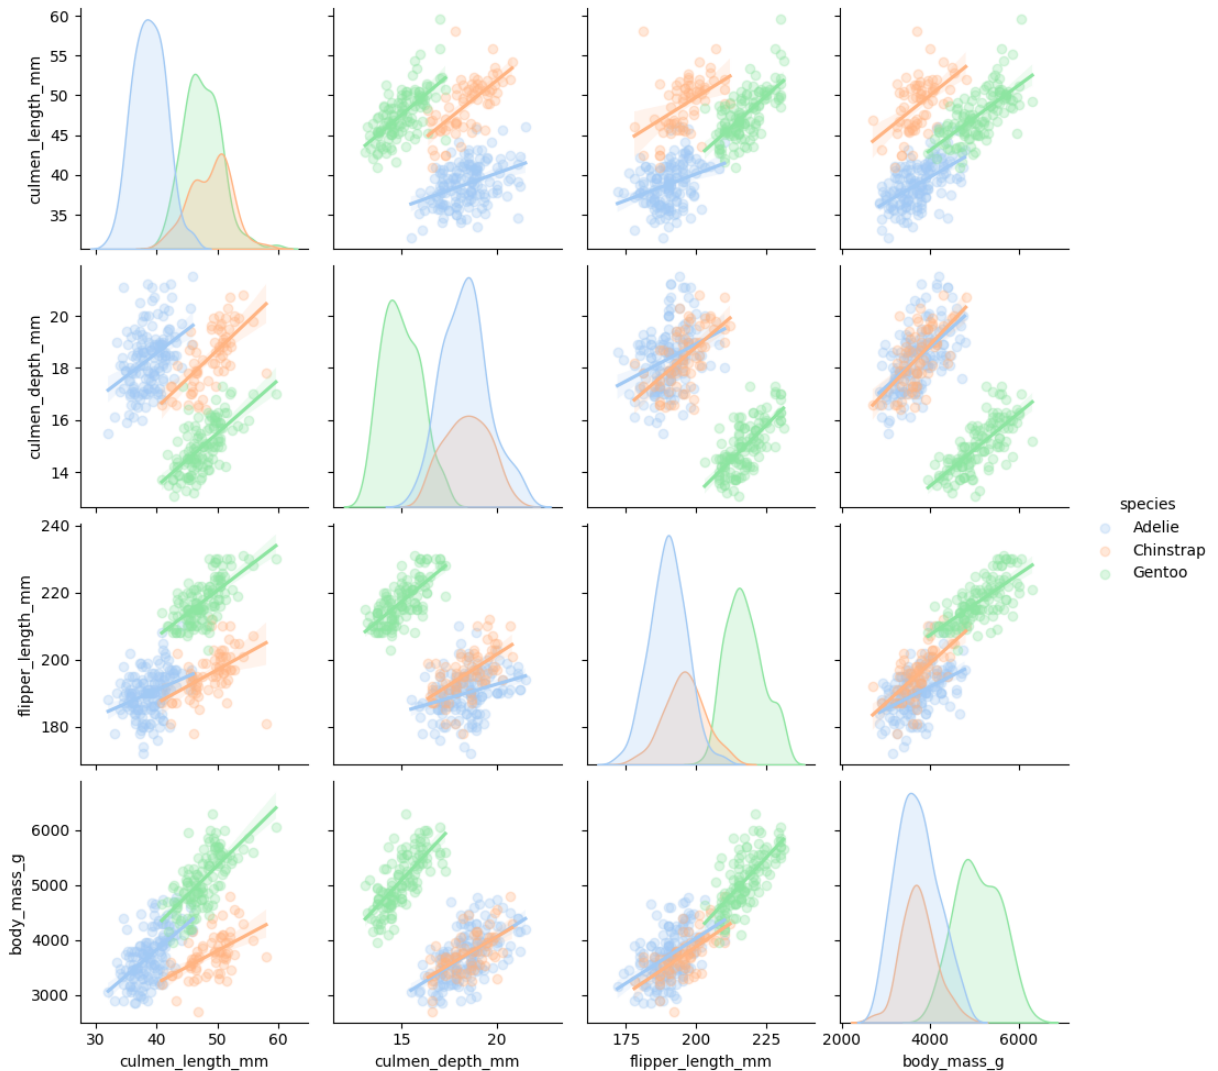 60
55
50
45
40
35
culmen_length_mm
20
18
16
14
culmen_depth_mm
species
Adelie
Chinstrap
Gentoo
240
220
200
180
flipper_length_mm
6000
5000
4000
3000
body_mass_g
30 40 50 60
15 20
175 200 225
2000 4000 6000
culmen_length_mm
culmen_depth_mm
flipper_length_mm
body_mass_g